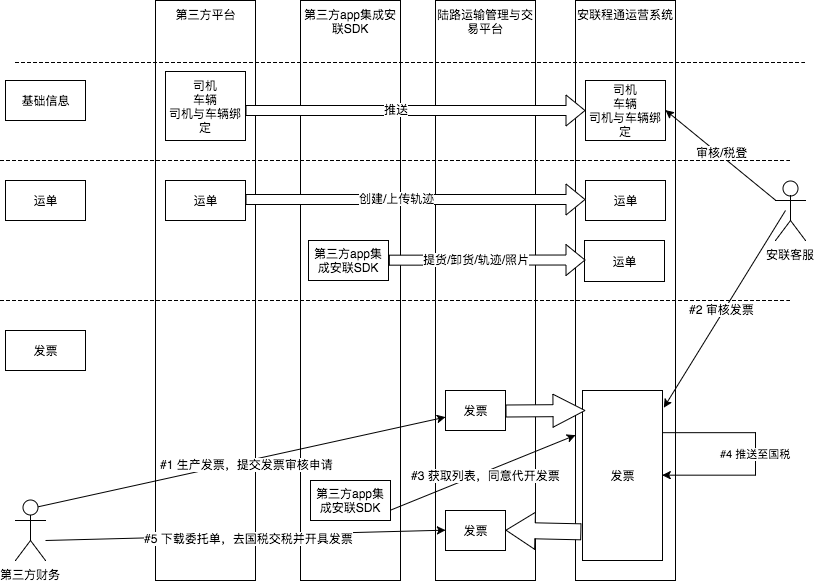 第三方平台
第三方app集成安
联SDK
陆路运输管理与交
易平台
安联程通运营系统
基础信息
司机
车辆
司机与车辆绑
定
推送
司机
车辆
司机与车辆绑
定
审核/税登
运单
运单
创建/上传轨迹
运单
安联客服
第三方app集
成安联SDK
提货/卸货/轨迹/照片
运单
#2 审核发票
发票
发票
#1 生产发票，提交发票审核申请
#3 获取列表，同意代开发票
发票
#4 推送至国税
第三方app集
成安联SDK
#5 下载委托单，去国税交税并开具发票
发票
第三方财务